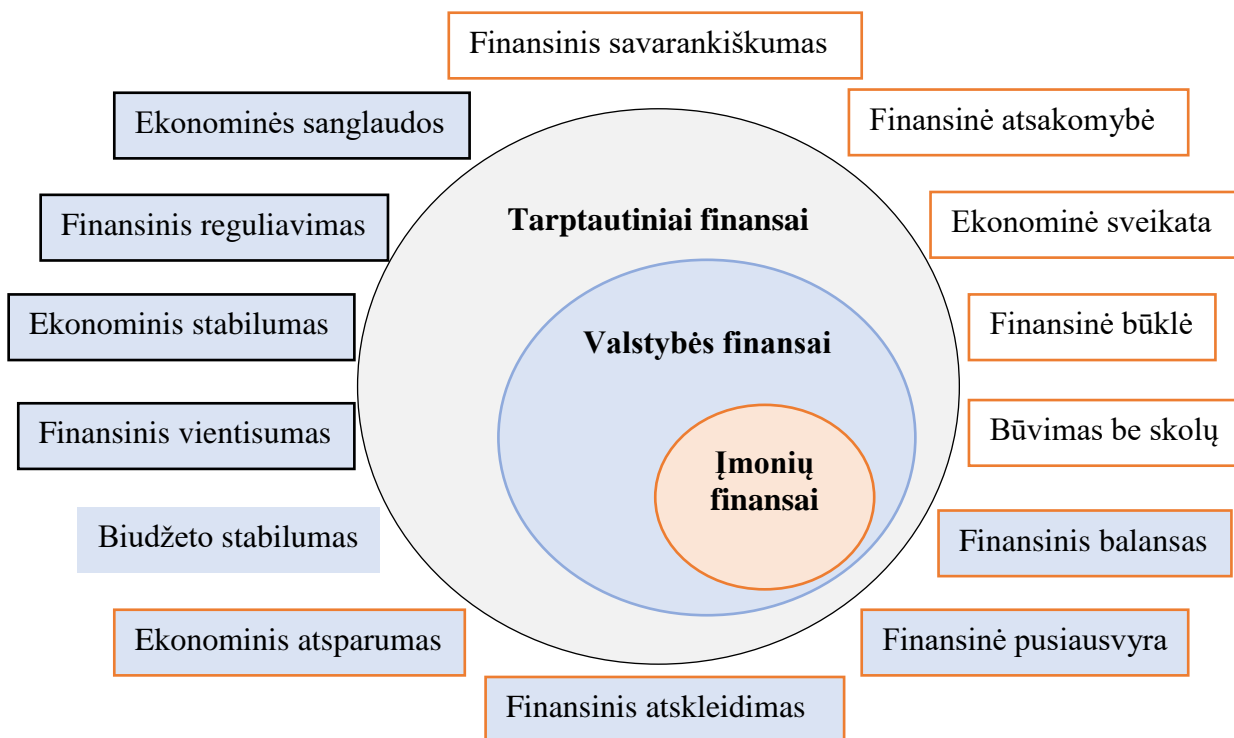 Finansinis savarankiškumas
Ekonominės sanglaudos
Finansinė atsakomybė
Finansinis reguliavimas
Tarptautiniai finansai
Ekonominė sveikata
Ekonominis stabilumas
Valstybės finansai
Finansinė būklė
Finansinis vientisumas
Įmonių
finansai
Būvimas be skolų
Biudžeto stabilumas
Finansinis balansas
Ekonominis atsparumas
Finansinė pusiausvyra
Finansinis atskleidimas